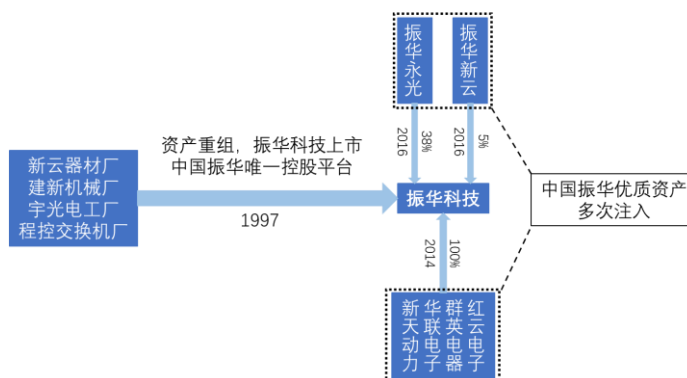 振华永光
振华新云
2016
38%
2016
5%
资产重组，振华科技上市
中国振华唯一控股平台
1997
新云器材厂
建新机械厂
宇光电工厂
程控交换机厂
振华科技
中国振华优质资产
多次注入
2014
100%
新天动力
华联电子
群英电器
红云电子